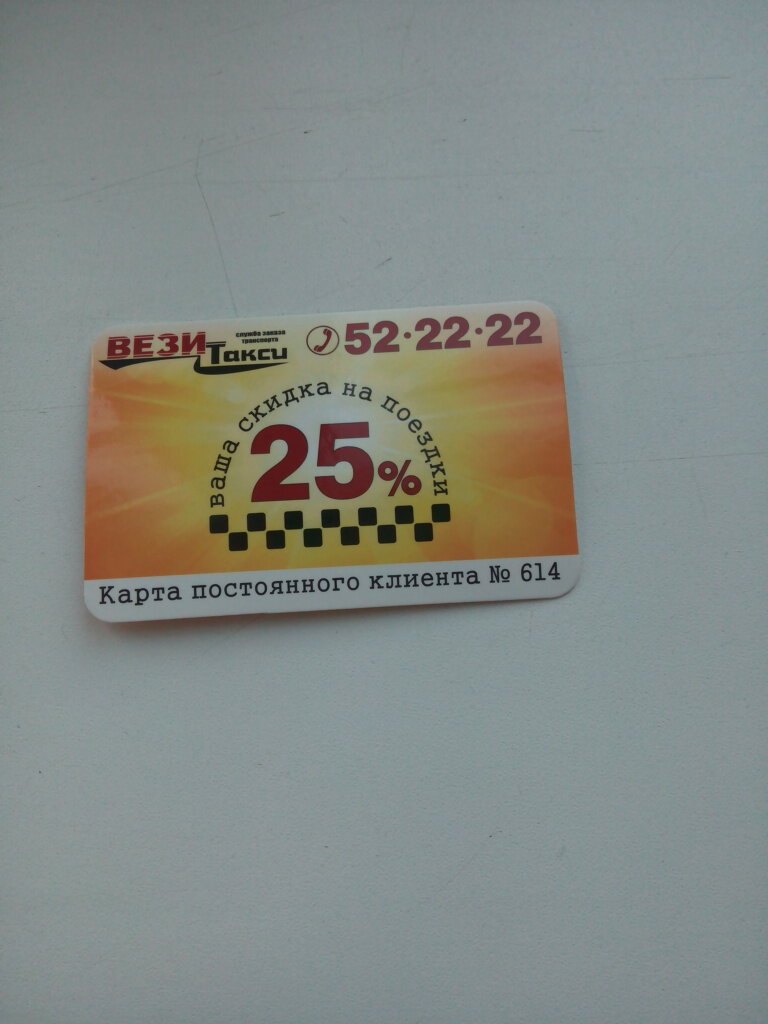 ВЕЗИ Такси
служба заказа
транспорта
52·22·22
ваша скидка на поездки
25%
Карта постоянного клиента № 614